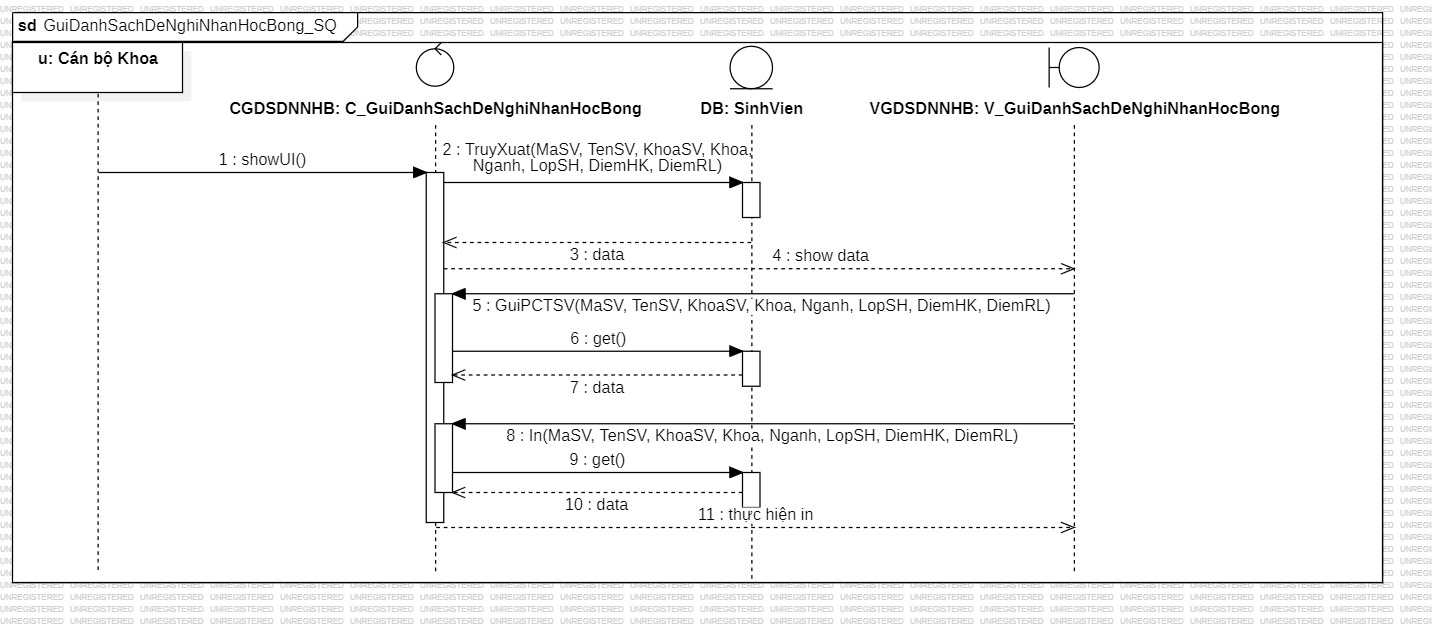 sd GuiDanhSachDeNghiNhanHocBong_SQ
u: Cán bộ Khoa
CGDSDNNHB: C_GuiDanhSachDeNghiNhanHocBong
DB: SinhVien
VGDSDNNHB: V_GuiDanhSachDeNghiNhanHocBong
1 : showUI()
2 : TruyXuat(MaSV, TenSV, KhoaSV, Khoa,
Nganh, LopSH, DiemHK, DiemRL)
3 : data
4 : show data
5 : GuiPCTSV(MaSV, TenSV, KhoaSV, Khoa, Nganh, LopSH, DiemHK, DiemRL)
6 : get()
7 : data
8 : In(MaSV, TenSV, KhoaSV, Khoa, Nganh, LopSH, DiemHK, DiemRL)
9 : get()
10 : data
11 : thực hiện in
UNREGISTERED